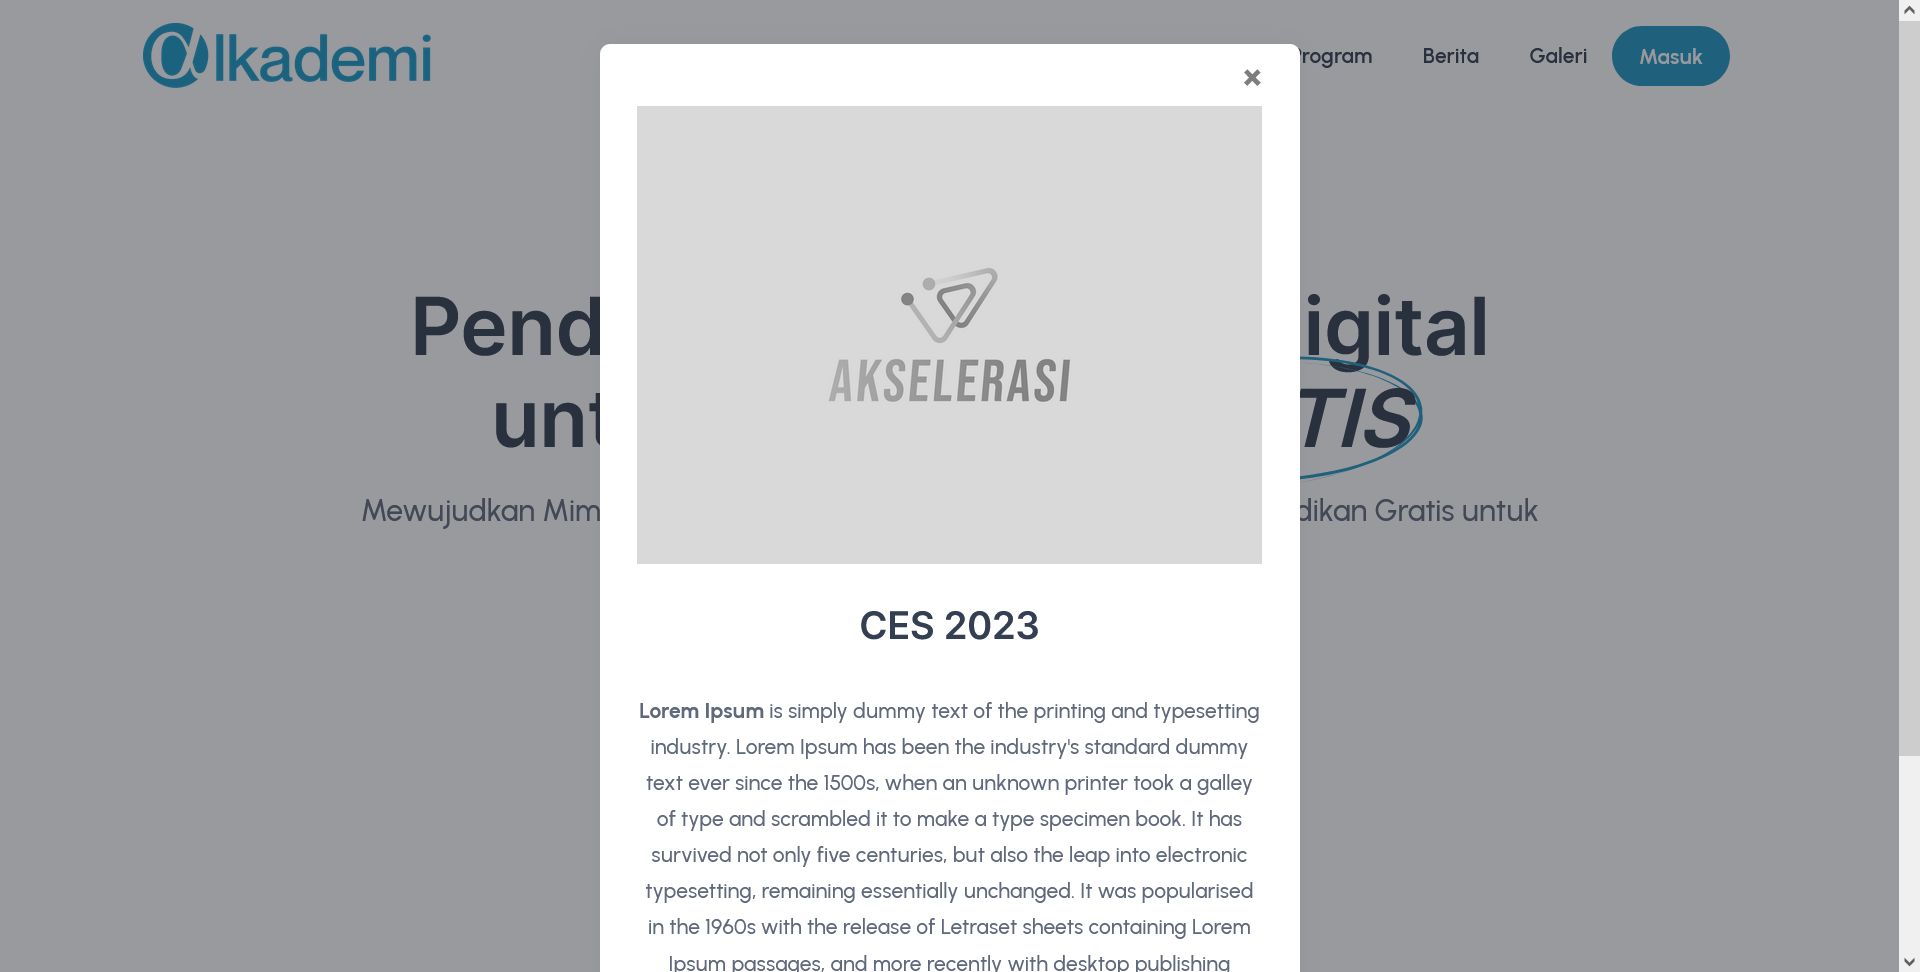 @lkademi
Program
Berita
Galeri
Masuk
×
AKSELERASI
Pend
igital
unt
TIS
Mewujudkan Mim
dikan Gratis untuk
CES 2023
Lorem Ipsum is simply dummy text of the printing and typesetting
industry. Lorem Ipsum has been the industry's standard dummy
text ever since the 1500s, when an unknown printer took a galley
of type and scrambled it to make a type specimen book. It has
survived not only five centuries, but also the leap into electronic
typesetting, remaining essentially unchanged. It was popularised
in the 1960s with the release of Letraset sheets containing Lorem
Ipsum passages, and more recently with desktop publishing